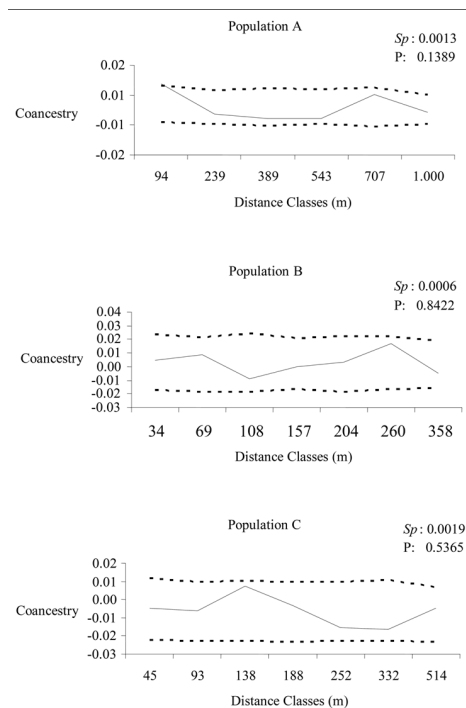 Population A
Sp : 0.0013
P: 0.1389
0.02
0.01
-0.01
-0.02
Coancestry
94 239 389 543 707 1.000
Distance Classes (m)
Population B
Sp : 0.0006
P: 0.8422
0.04
0.03
0.02
0.01
0.00
-0.01
-0.02
-0.03
Coancestry
34 69 108 157 204 260 358
Distance Classes (m)
Population C
Sp : 0.0019
P: 0.5365
0.02
0.01
0.00
-0.01
-0.02
-0.03
Coancestry
45 93 138 188 252 332 514
Distance Classes (m)